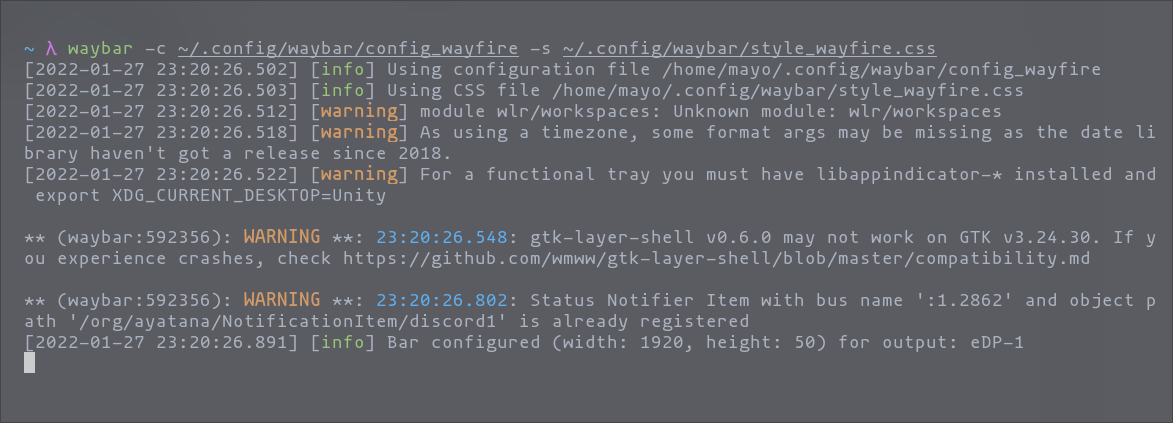 ~ λ waybar -c ~/.config/waybar/config_wayfire -s ~/.config/waybar/style_wayfire.css
[2022-01-27 23:20:26.502] [info] Using configuration file /home/mayo/.config/waybar/config_wayfire
[2022-01-27 23:20:26.503] [info] Using CSS file /home/mayo/.config/waybar/style_wayfire.css
[2022-01-27 23:20:26.512] [warning] module wlr/workspaces: Unknown module: wlr/workspaces
[2022-01-27 23:20:26.518] [warning] As using a timezone, some format args may be missing as the date li
brary haven't got a release since 2018.
[2022-01-27 23:20:26.522] [warning] For a functional tray you must have libappindicator-* installed and
 export XDG_CURRENT_DESKTOP=Unity
** (waybar:592356): WARNING **: 23:20:26.548: gtk-layer-shell v0.6.0 may not work on GTK v3.24.30. If y
ou experience crashes, check https://github.com/wmww/gtk-layer-shell/blob/master/compatibility.md
** (waybar:592356): WARNING **: 23:20:26.802: Status Notifier Item with bus name ':1.2862' and object p
ath '/org/ayatana/NotificationItem/discord1' is already registered
[2022-01-27 23:20:26.891] [info] Bar configured (width: 1920, height: 50) for output: eDP-1